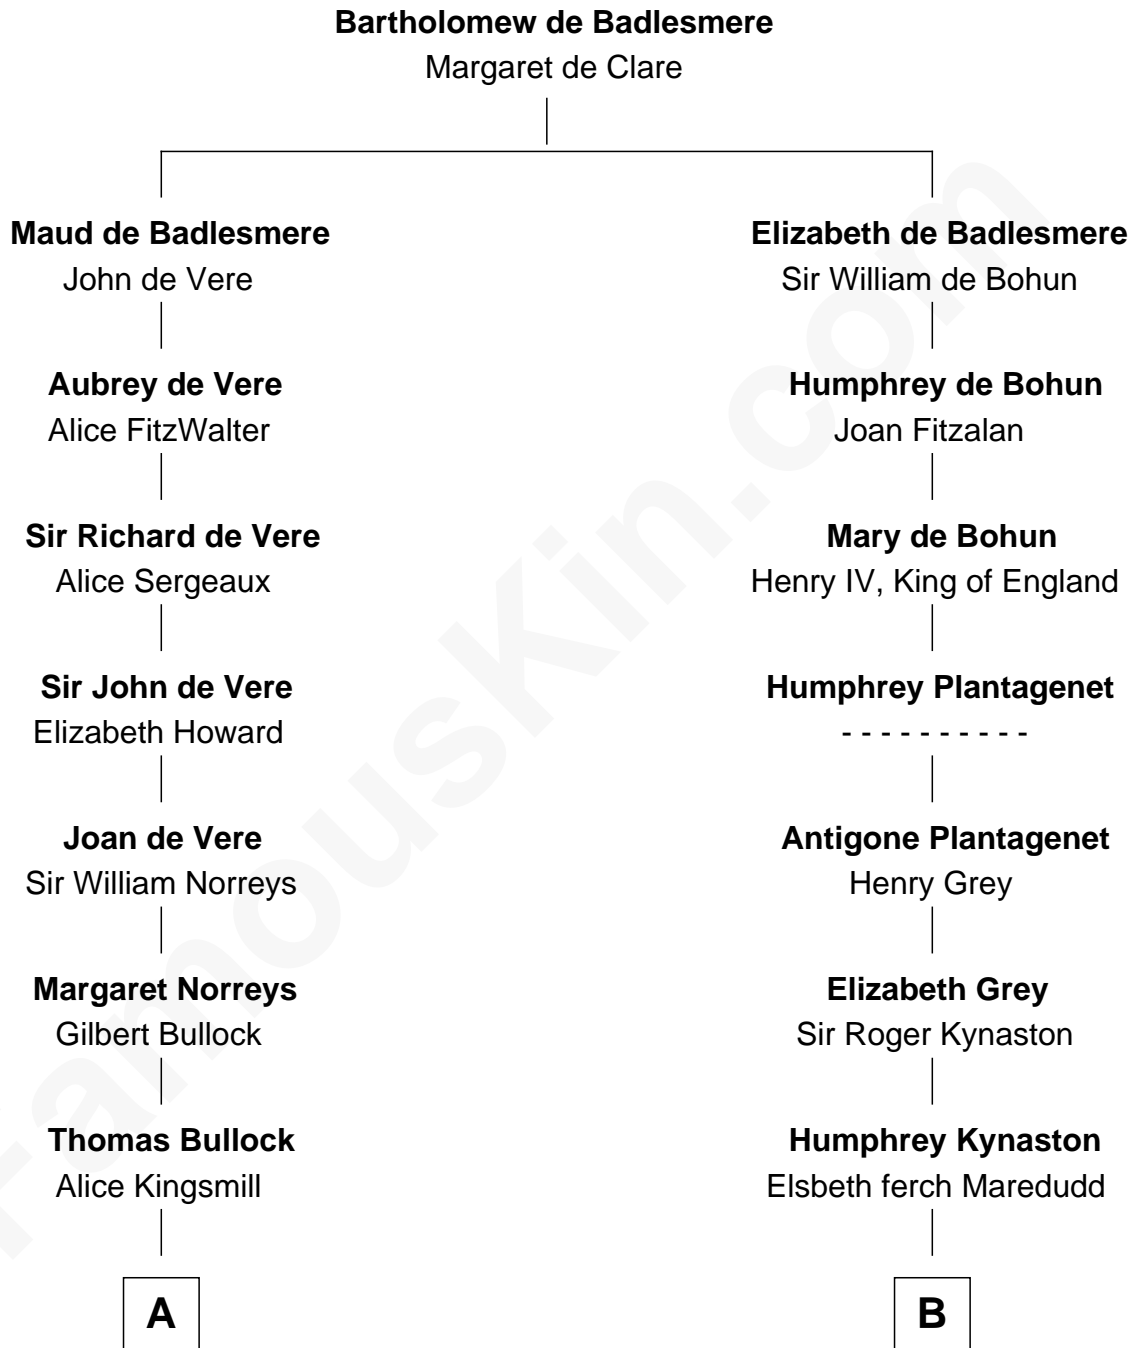 Bartholomew de Badlesmere
Margaret de Clare
Maud de Badlesmere
John de Vere
Aubrey de Vere
Alice FitzWalter
Sir Richard de Vere
Alice Sergeaux
Sir John de Vere
Elizabeth Howard
Joan de Vere
Sir William Norreys
Margaret Norreys
Gilbert Bullock
Thomas Bullock
Alice Kingsmill
A
Elizabeth de Badlesmere
Sir William de Bohun
Humphrey de Bohun
Joan Fitzalan
Mary de Bohun
Henry IV, King of England
Humphrey Plantagenet
- - - - - - - - - -
Antigone Plantagenet
Henry Grey
Elizabeth Grey
Sir Roger Kynaston
Humphrey Kynaston
Elsbeth ferch Maredudd
B
FamousKin.com